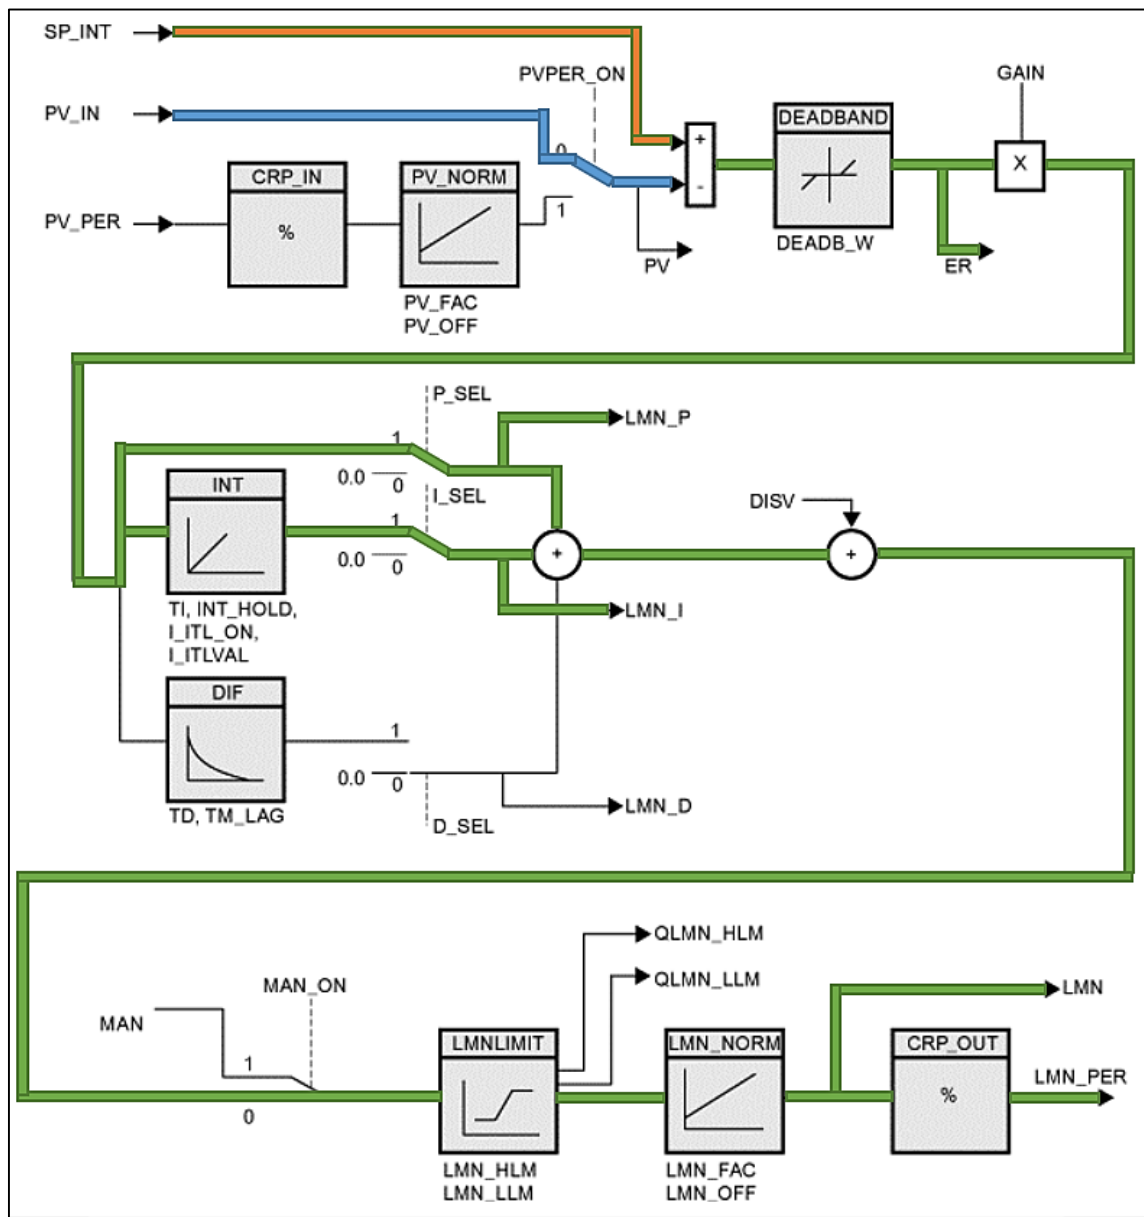 SP_INT
PVPER_ON
GAIN
PV_IN
DEADBAND
+
0
X
CRP_IN
PV_NORM
-
1
PV_PER
%
DEADB_W
PV
ER
PV_FAC
PV_OFF
P_SEL
LMN_P
1
0.0
0
INT
I_SEL
DISV
1
0.0
0
+
+
TI, INT_HOLD,
I_ITL_ON,
I_ITLVAL
LMN_I
DIF
1
0.0
0
LMN_D
TD, TM_LAG
D_SEL
QLMN_HLM
QLMN_LLM
MAN_ON
LMN
MAN
LMNLIMIT
LMN_NORM
CRP_OUT
1
LMN_PER
%
0
LMN_HLM
LMN_LLM
LMN_FAC
LMN_OFF